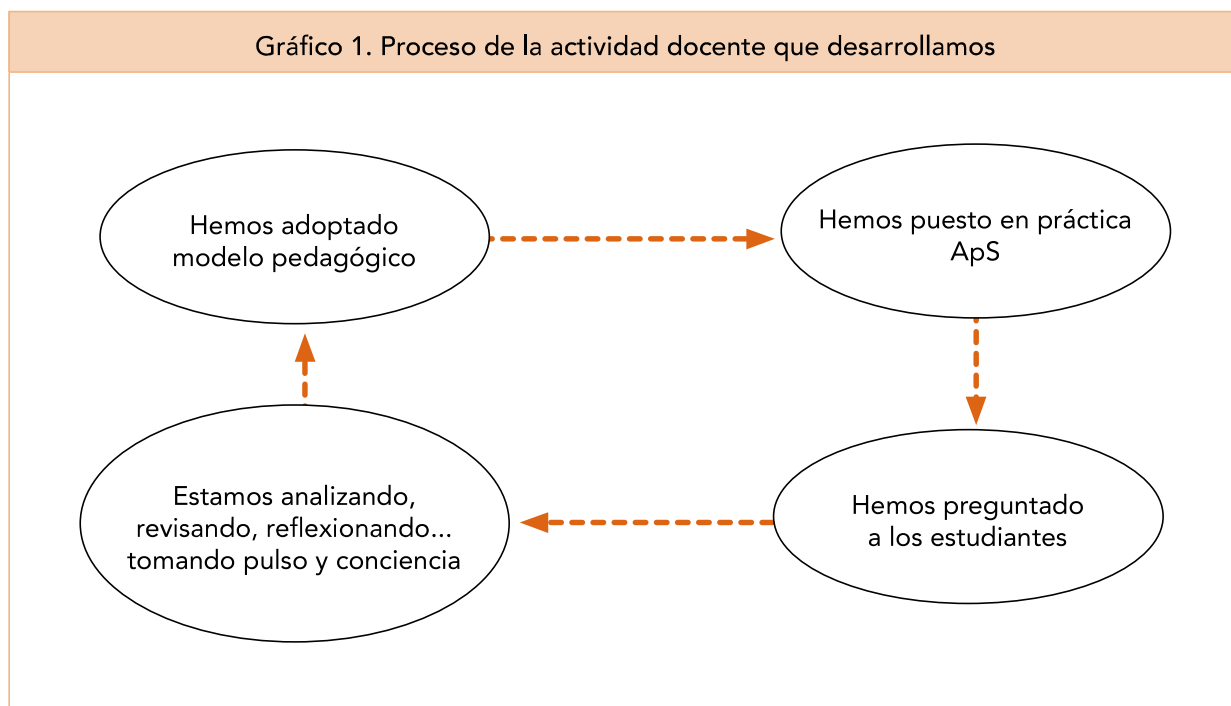 Gráfico 1. Proceso de la actividad docente que desarrollamos
Hemos adoptado
modelo pedagógico
Hemos puesto en práctica
ApS
Estamos analizando,
revisando, reflexionando...
tomando pulso y conciencia
Hemos preguntado
a los estudiantes